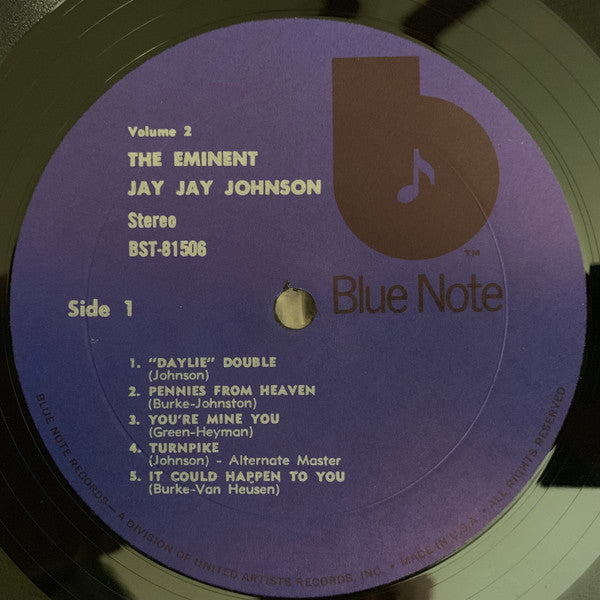 Volume 2
THE EMINENT
JAY JAY JOHNSON
Stereo
BST-81506
TM
Blue Note
Side 1
1. "DAYLIE" DOUBLE
(Johnson)
2. PENNIES FROM HEAVEN
(Burke-Johnston)
3. YOU'RE MINE YOU
(Green-Heyman)
4. TURNPIKE
(Johnson) - Alternate Master
5. IT COULD HAPPEN TO YOU
(Burke-Van Heusen)
BLUE NOTE RECORDS — A DIVISION OF UNITED ARTISTS RECORDS, INC. • MADE IN U.S.A. • ALL RIGHTS RESERVED